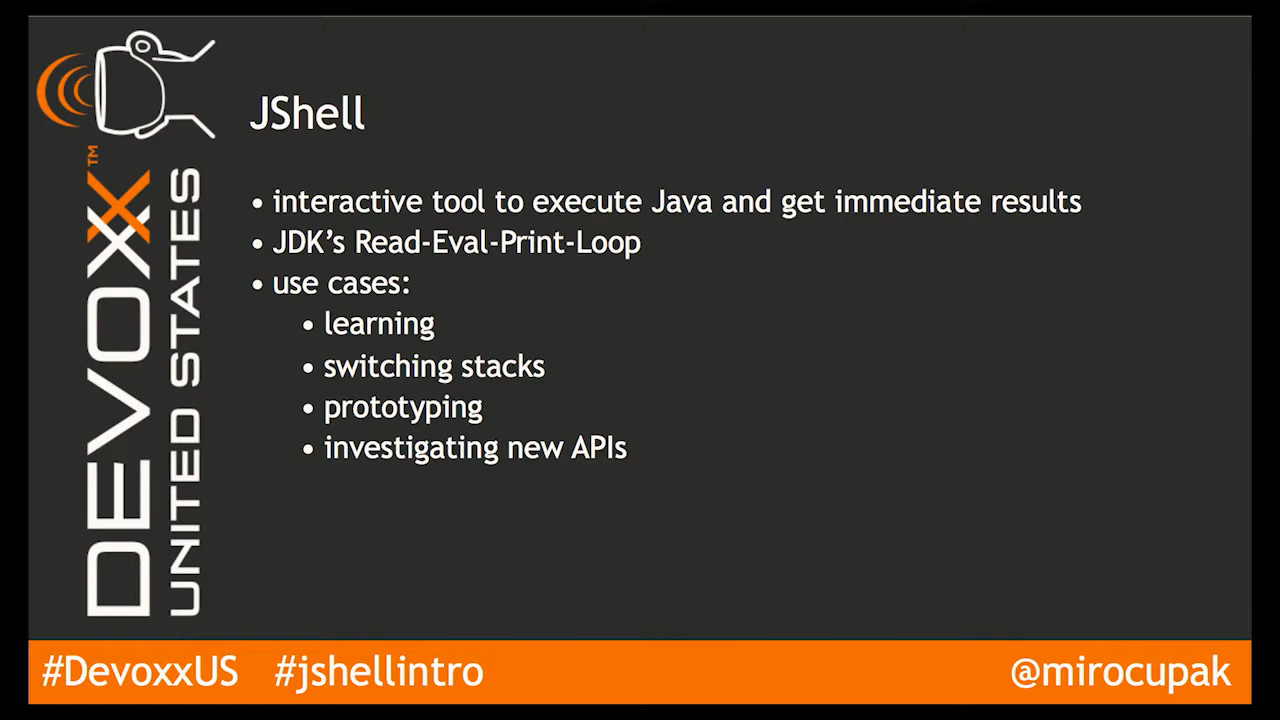 DEVOXX™
UNITED STATES
JShell
• interactive tool to execute Java and get immediate results
• JDK’s Read-Eval-Print-Loop
• use cases:
• learning
• switching stacks
• prototyping
• investigating new APIs
#DevoxxUS #jshellintro @mirocupak